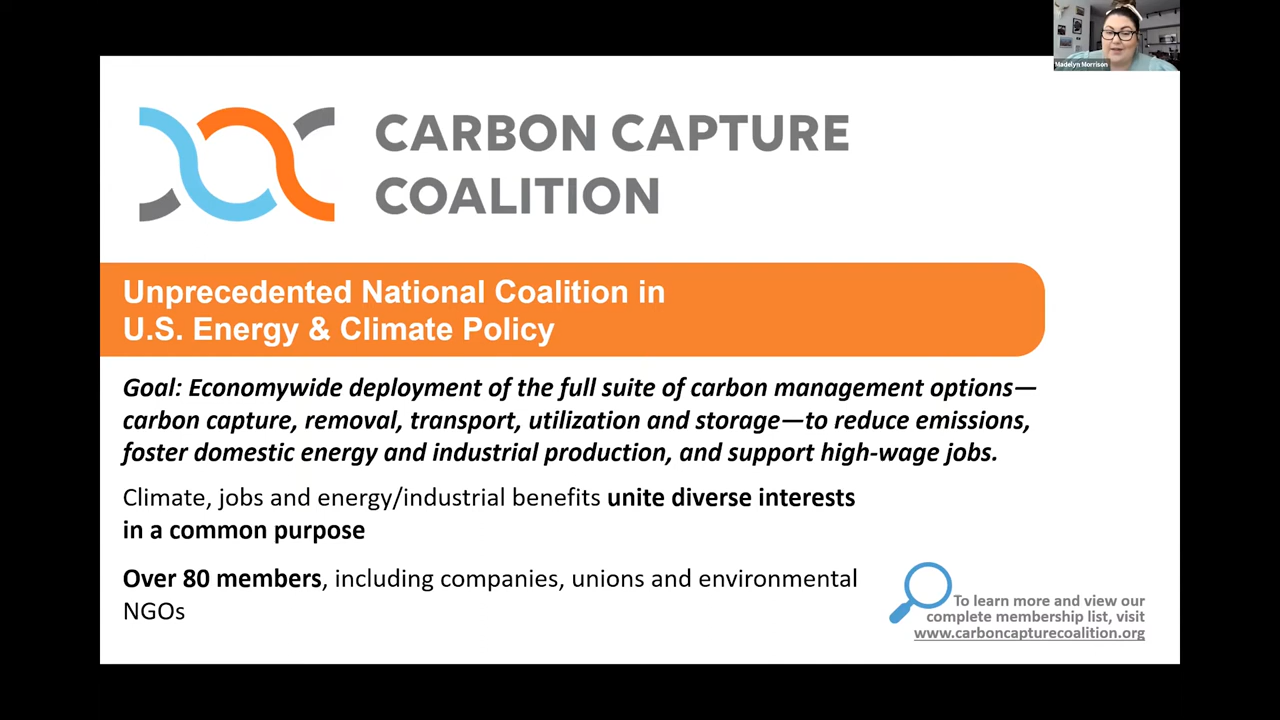 Madelyn Morrison
CARBON CAPTURE
COALITION
Unprecedented National Coalition in
U.S. Energy & Climate Policy
Goal: Economywide deployment of the full suite of carbon management options—
carbon capture, removal, transport, utilization and storage—to reduce emissions,
foster domestic energy and industrial production, and support high-wage jobs.
Climate, jobs and energy/industrial benefits unite diverse interests
in a common purpose
Over 80 members, including companies, unions and environmental
NGOs
To learn more and view our
complete membership list, visit
www.carboncapturecoalition.org